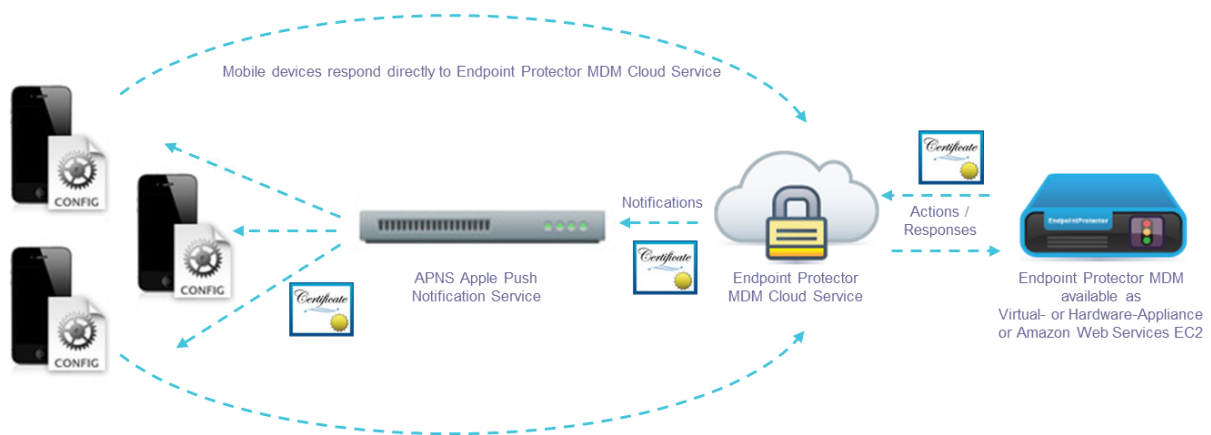 Mobile devices respond directly to Endpoint Protector MDM Cloud Service
CONFIG
CONFIG
CONFIG
Certificate
APNS Apple Push
Notification Service
Notifications
Certificate
Endpoint Protector
MDM Cloud Service
Certificate
Actions /
Responses
EndpointProtector
Endpoint Protector MDM
available as
Virtual- or Hardware-Appliance
or Amazon Web Services EC2